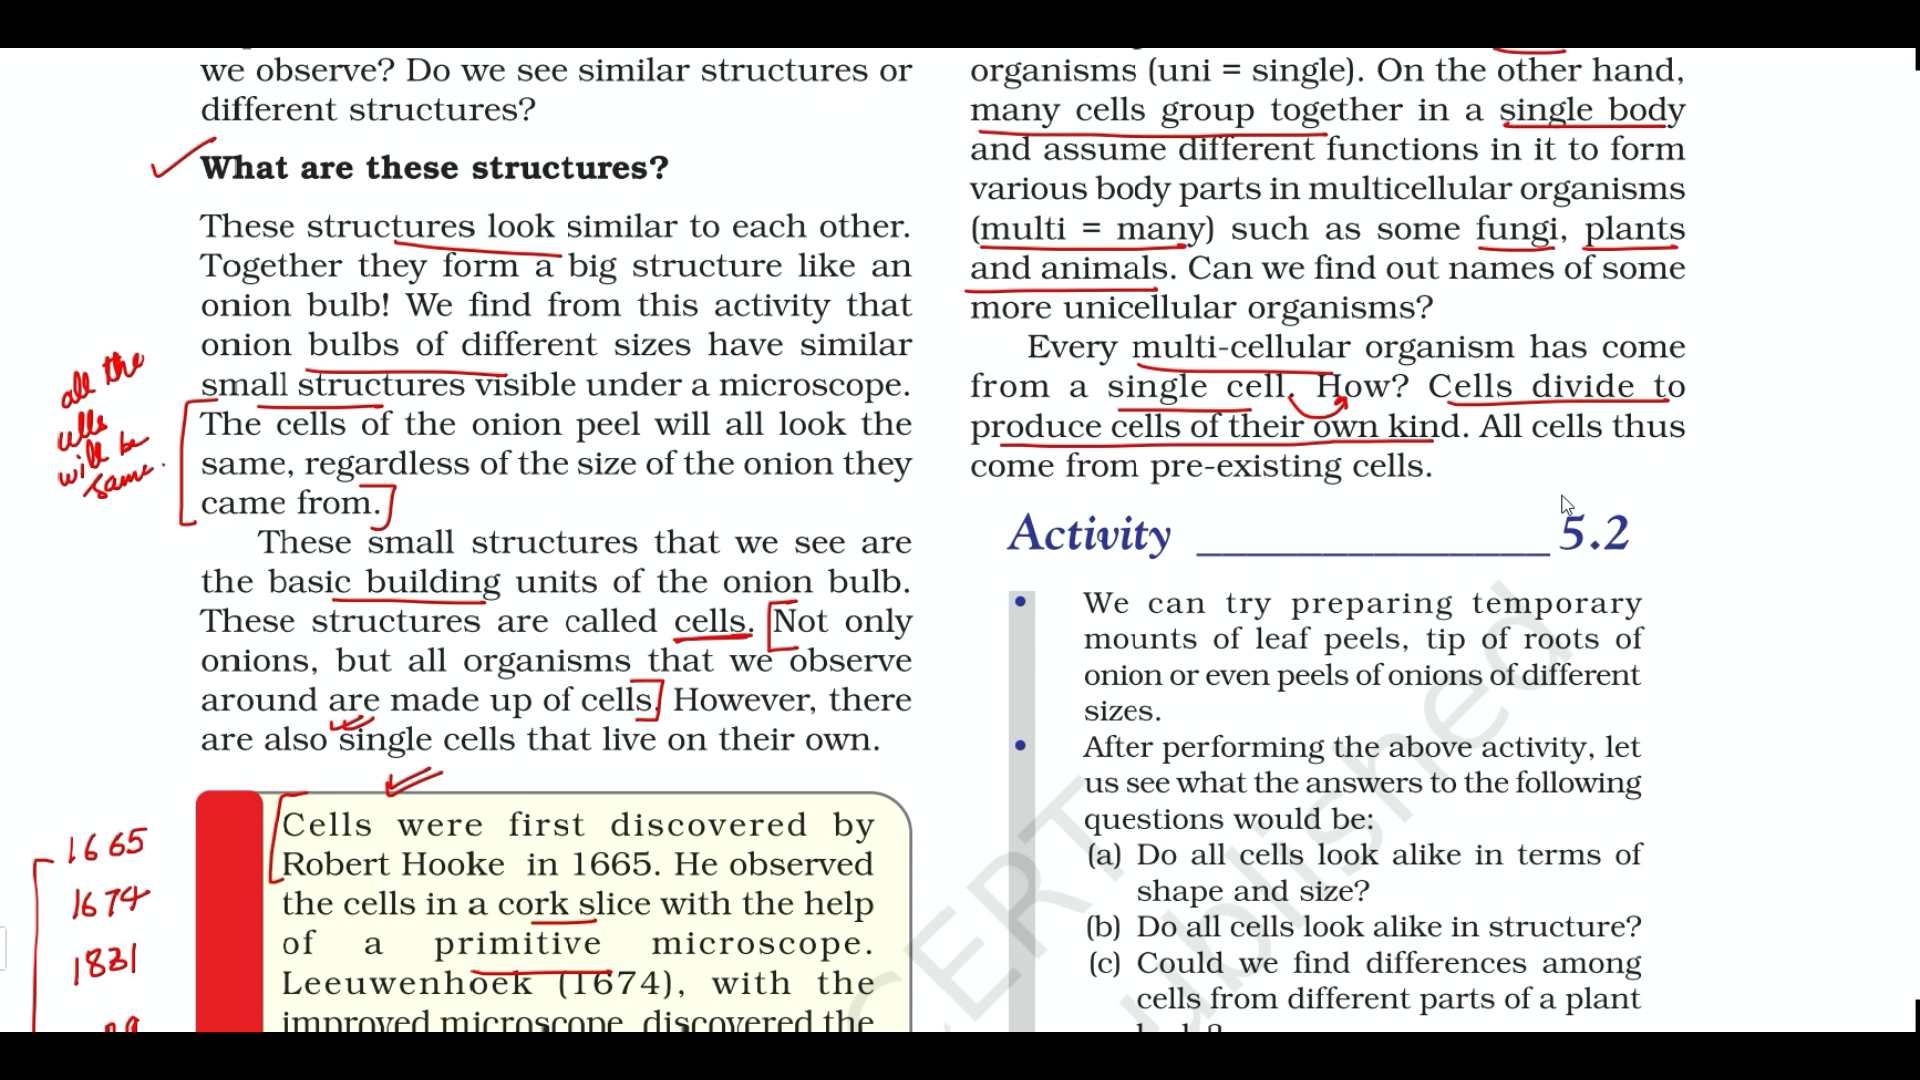 we observe? Do we see similar structures or
different structures?
What are these structures?
These structures look similar to each other.
Together they form a big structure like an
onion bulb! We find from this activity that
onion bulbs of different sizes have similar
small structures visible under a microscope.
The cells of the onion peel will all look the
same, regardless of the size of the onion they
came from.
all the
cells
will be
same.
These small structures that we see are
the basic building units of the onion bulb.
These structures are called cells. Not only
onions, but all organisms that we observe
around are made up of cells. However, there
are also single cells that live on their own.
Cells were first discovered by
Robert Hooke in 1665. He observed
the cells in a cork slice with the help
of a primitive microscope.
Leeuwenhoek (1674), with the
improved microscope, discovered the
1665
1674
1831
organisms (uni = single). On the other hand,
many cells group together in a single body
and assume different functions in it to form
various body parts in multicellular organisms
(multi = many) such as some fungi, plants
and animals. Can we find out names of some
more unicellular organisms?
Every multi-cellular organism has come
from a single cell. How? Cells divide to
produce cells of their own kind. All cells thus
come from pre-existing cells.
Activity 5.2
• We can try preparing temporary
mounts of leaf peels, tip of roots of
onion or even peels of onions of different
sizes.
• After performing the above activity, let
us see what the answers to the following
questions would be:
(a) Do all cells look alike in terms of
shape and size?
(b) Do all cells look alike in structure?
(c) Could we find differences among
cells from different parts of a plant